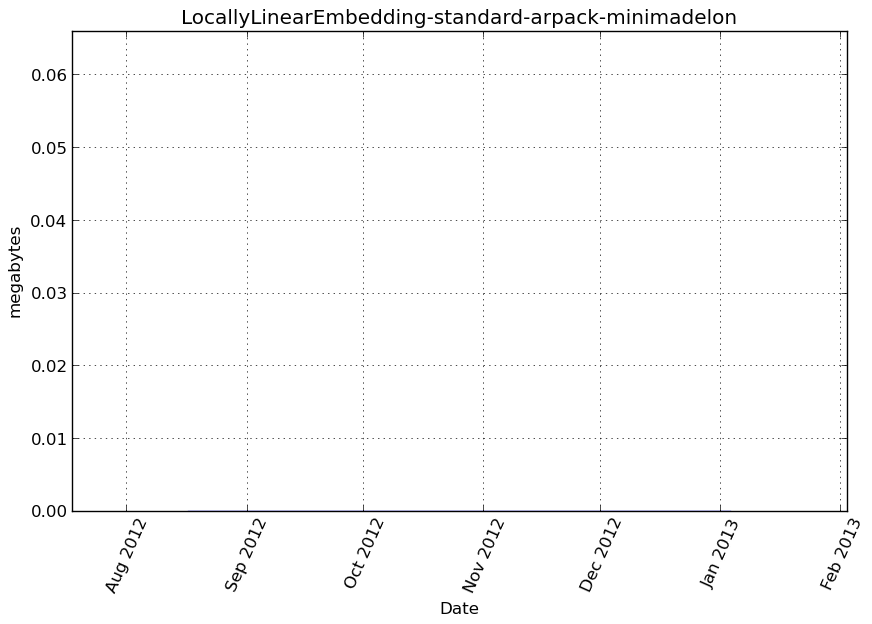 LocallyLinearEmbedding-standard-arpack-minimadelon
0.06
0.05
0.04
0.03
0.02
0.01
0.00
megabytes
Aug 2012
Sep 2012
Oct 2012
Nov 2012
Dec 2012
Jan 2013
Feb 2013
Date